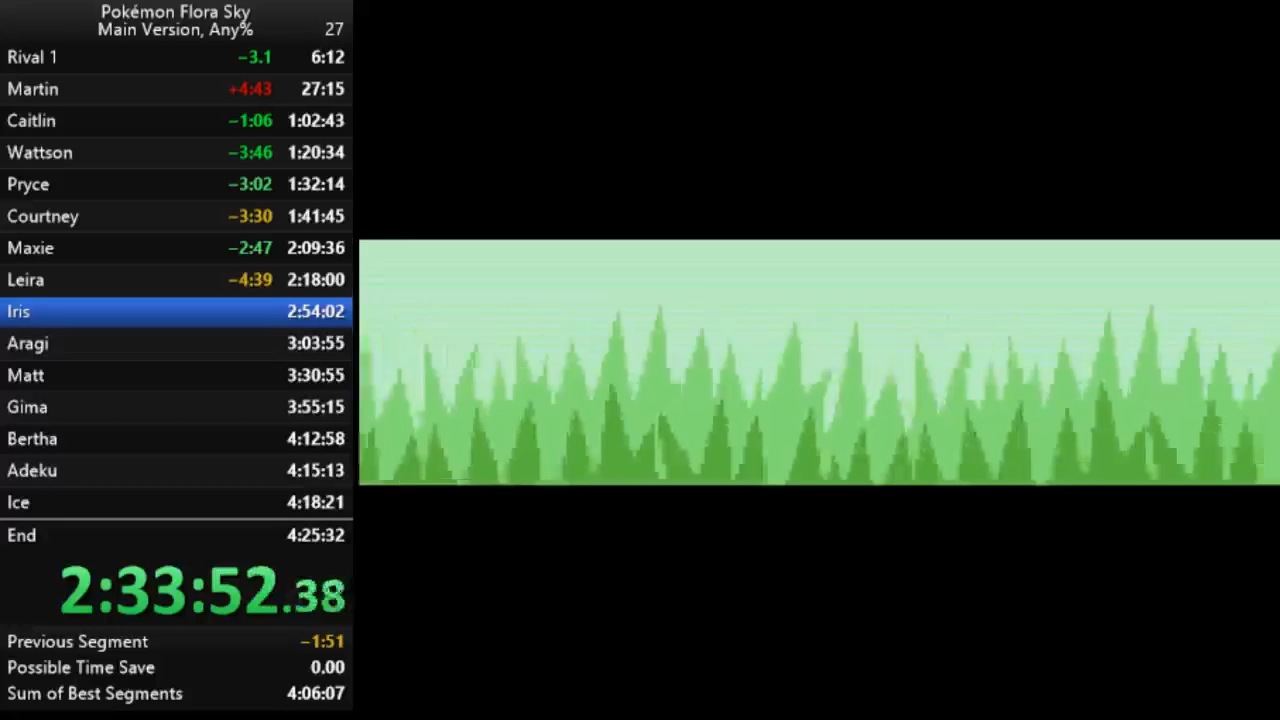 Pokémon Flora Sky
Main Version, Any% 27
Rival 1 −3.1 6:12
Martin +4:43 27:15
Caitlin −1:06 1:02:43
Wattson −3:46 1:20:34
Pryce −3:02 1:32:14
Courtney −3:30 1:41:45
Maxie −2:47 2:09:36
Leira −4:39 2:18:00
Iris 2:54:02
Aragi 3:03:55
Matt 3:30:55
Gima 3:55:15
Bertha 4:12:58
Adeku 4:15:13
Ice 4:18:21
End 4:25:32
2:33:52.38
Previous Segment −1:51
Possible Time Save 0.00
Sum of Best Segments 4:06:07